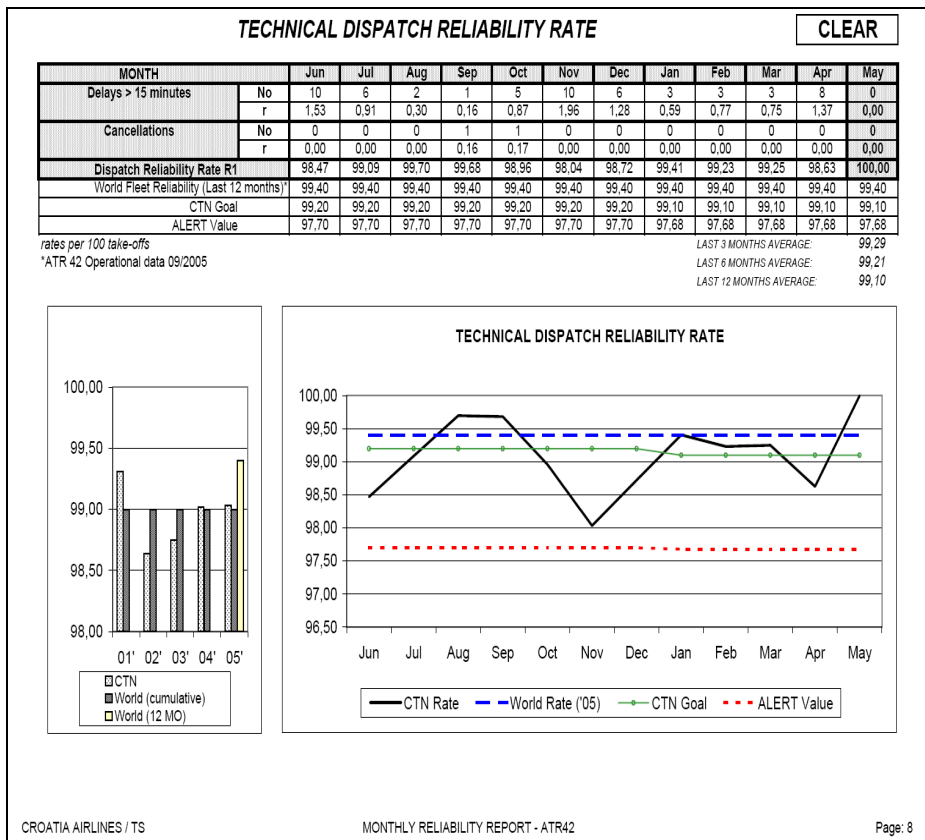 TECHNICAL DISPATCH RELIABILITY RATE CLEAR
MONTH Jun Jul Aug Sep Oct Nov Dec Jan Feb Mar Apr May
Delays > 15 minutes No 10 6 2 1 5 10 6 3 3 3 8 0
r 1,53 0,91 0,30 0,16 0,87 1,96 1,28 0,59 0,77 0,75 1,37 0,00
Cancellations No 0 0 0 1 1 0 0 0 0 0 0 0
r 0,00 0,00 0,00 0,16 0,17 0,00 0,00 0,00 0,00 0,00 0,00 0,00
Dispatch Reliability Rate R1 98,47 99,09 99,70 99,68 98,96 98,04 98,72 99,41 99,23 99,25 98,63 100,00
World Fleet Reliability (Last 12 months)* 99,40 99,40 99,40 99,40 99,40 99,40 99,40 99,40 99,40 99,40 99,40 99,40
CTN Goal 99,20 99,20 99,20 99,20 99,20 99,20 99,20 99,10 99,10 99,10 99,10 99,10
ALERT Value 97,70 97,70 97,70 97,70 97,70 97,70 97,70 97,68 97,68 97,68 97,68 97,68
rates per 100 take-offs LAST 3 MONTHS AVERAGE: 99,29
*ATR 42 Operational data 09/2005 LAST 6 MONTHS AVERAGE: 99,21
LAST 12 MONTHS AVERAGE: 99,10
100,00
99,50
99,00
98,50
98,00
01' 02' 03' 04' 05'
CTN
World (cumulative)
World (12 MO)
TECHNICAL DISPATCH RELIABILITY RATE
100,00
99,50
99,00
98,50
98,00
97,50
97,00
96,50
Jun Jul Aug Sep Oct Nov Dec Jan Feb Mar Apr May
CTN Rate World Rate ('05) CTN Goal ALERT Value
CROATIA AIRLINES / TS MONTHLY RELIABILITY REPORT - ATR42 Page: 8